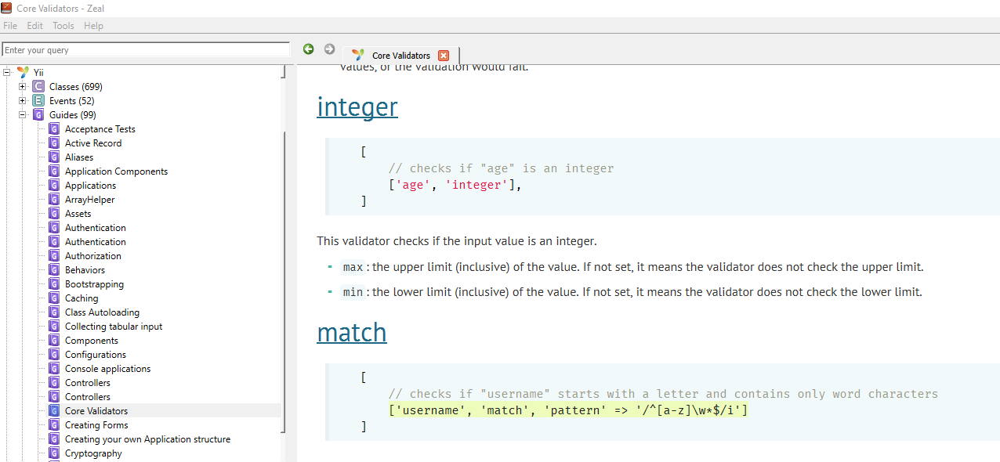 Core Validators - Zeal
File Edit Tools Help
Enter your query
Core Validators
Yii
Classes (699)
Events (52)
Guides (99)
Acceptance Tests
Active Record
Aliases
Application Components
Applications
ArrayHelper
Assets
Authentication
Authentication
Authorization
Behaviors
Bootstrapping
Caching
Class Autoloading
Collecting tabular input
Components
Configurations
Console applications
Controllers
Controllers
Core Validators
Creating Forms
Creating your own Application structure
Cryptography
values, or the validation would fail.
integer
[
// checks if "age" is an integer
['age', 'integer'],
]
This validator checks if the input value is an integer.
- max : the upper limit (inclusive) of the value. If not set, it means the validator does not check the upper limit.
- min : the lower limit (inclusive) of the value. If not set, it means the validator does not check the lower limit.
match
[
// checks if "username" starts with a letter and contains only word characters
['username', 'match', 'pattern' => '/^[a-z]\w*$/i']
]